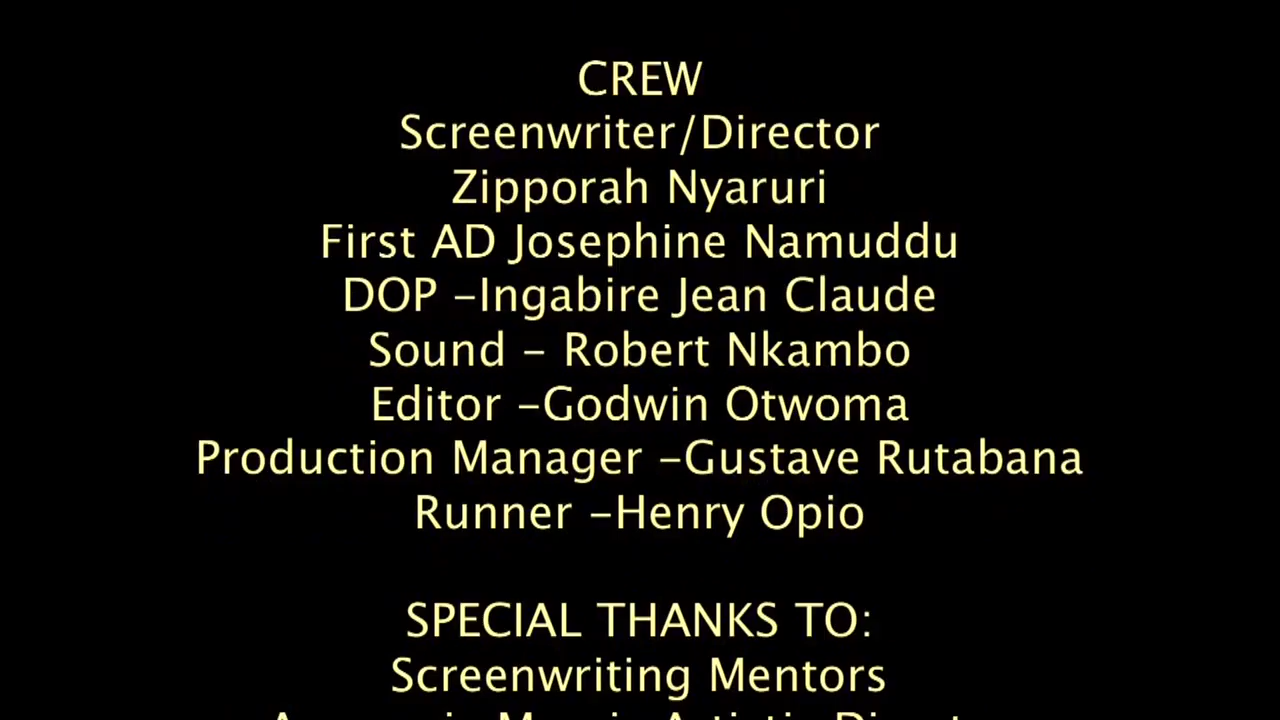 CREW
Screenwriter/Director
Zipporah Nyaruri
First AD Josephine Namuddu
DOP -Ingabire Jean Claude
Sound - Robert Nkambo
Editor -Godwin Otwoma
Production Manager -Gustave Rutabana
Runner -Henry Opio
SPECIAL THANKS TO:
Screenwriting Mentors